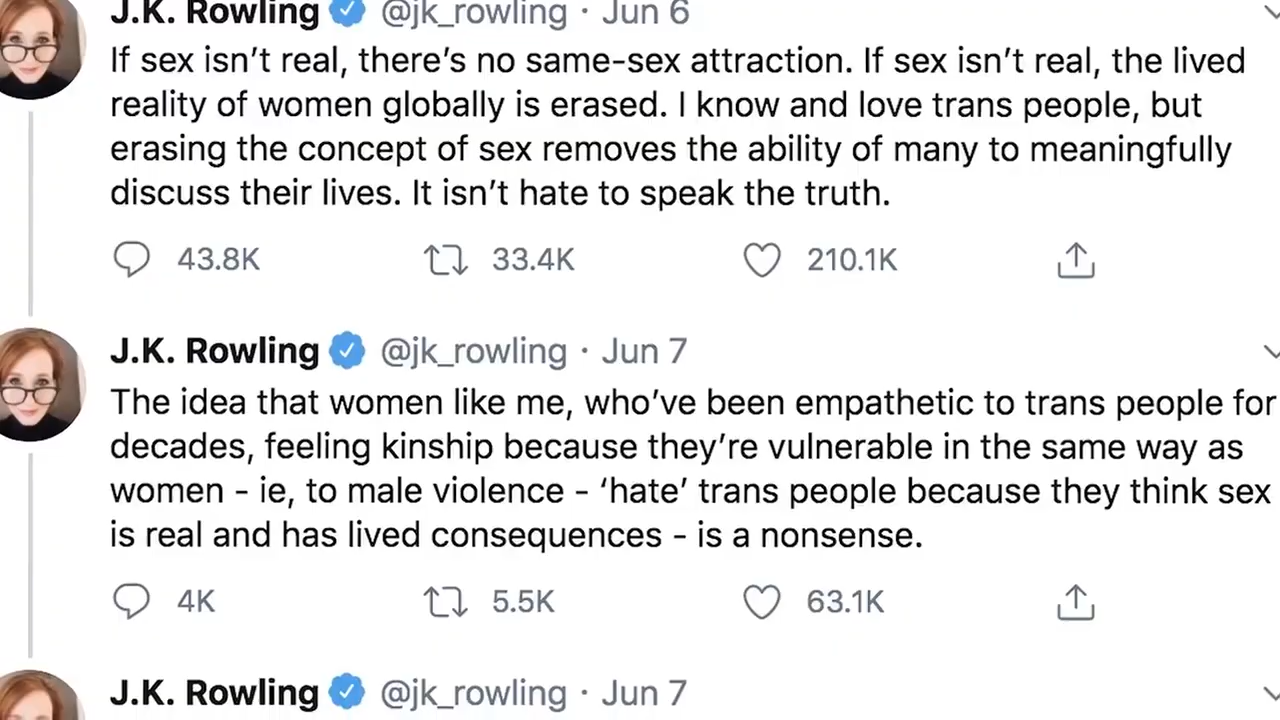 J.K. Rowling @jk_rowling · Jun 6
If sex isn’t real, there’s no same-sex attraction. If sex isn’t real, the lived
reality of women globally is erased. I know and love trans people, but
erasing the concept of sex removes the ability of many to meaningfully
discuss their lives. It isn’t hate to speak the truth.
43.8K 33.4K 210.1K
J.K. Rowling @jk_rowling · Jun 7
The idea that women like me, who’ve been empathetic to trans people for
decades, feeling kinship because they’re vulnerable in the same way as
women - ie, to male violence - ‘hate’ trans people because they think sex
is real and has lived consequences - is a nonsense.
4K 5.5K 63.1K
J.K. Rowling @jk_rowling · Jun 7